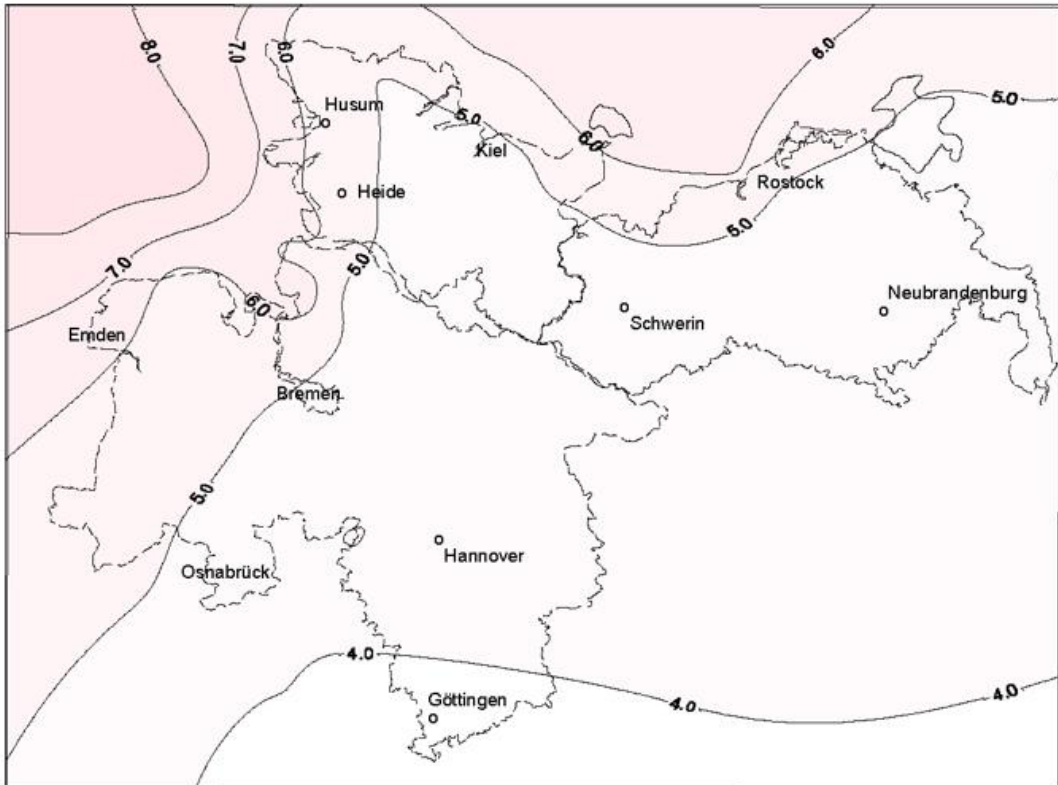 8.0
7.0
6.0
6.0
Husum
5.0
5.0
Kiel
6.0
Rostock
Heide
5.0
5.0
7.0
6.0
Neubrandenburg
Schwerin
Emden
Bremen
5.0
Hannover
Osnabrück
4.0
Göttingen
4.0
4.0